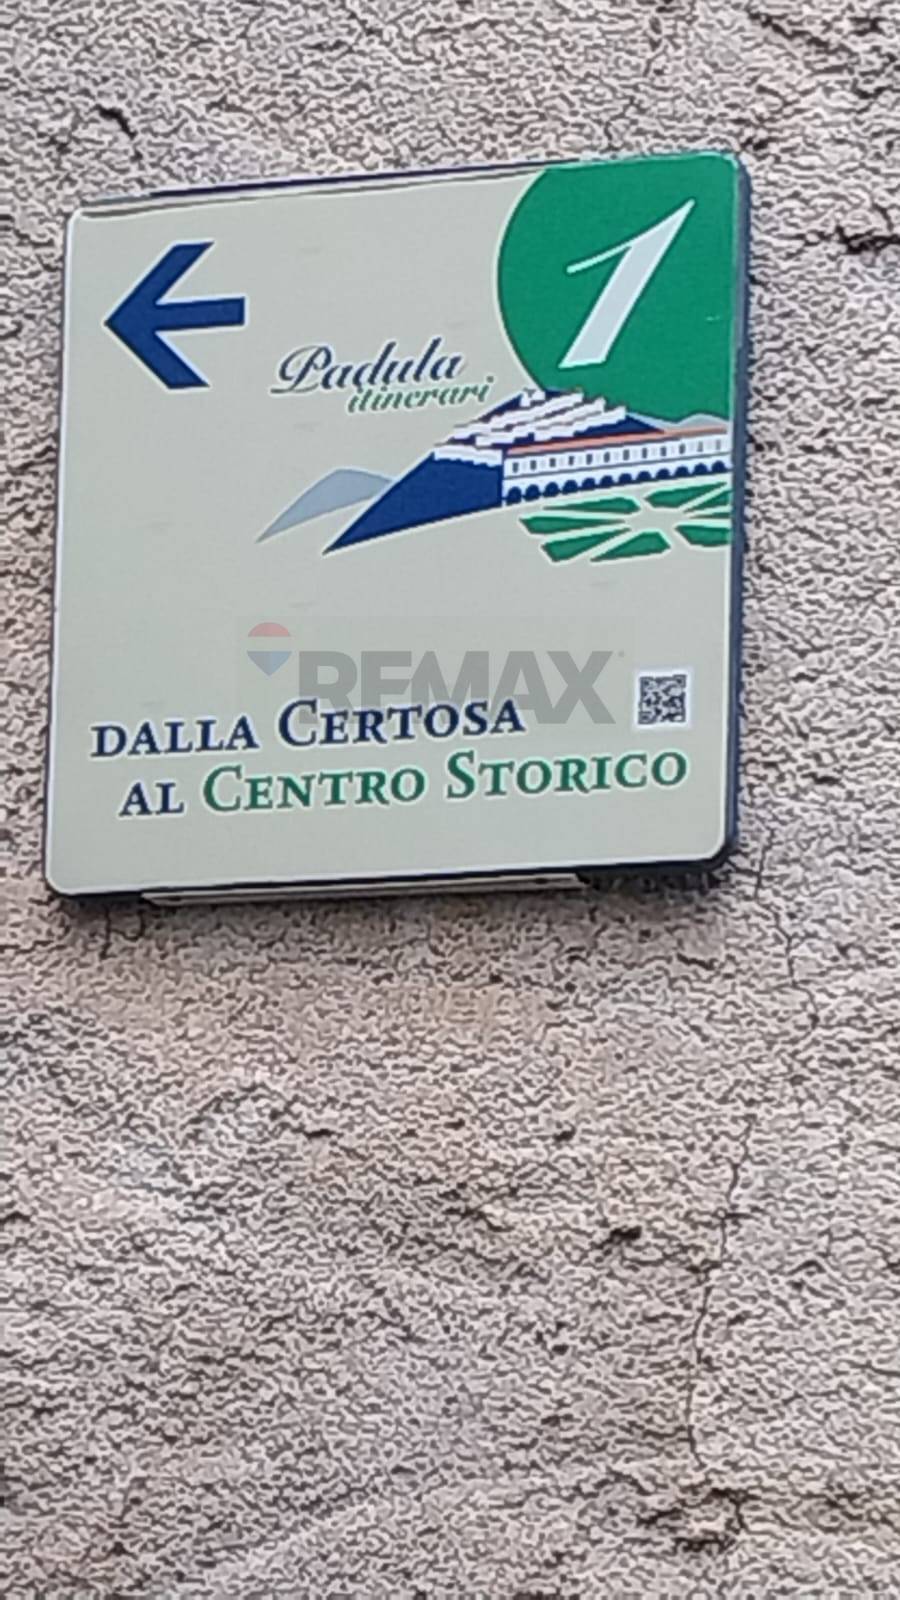 1
Padula
itinerari
REMAX
DALLA CERTOSA
AL CENTRO STORICO